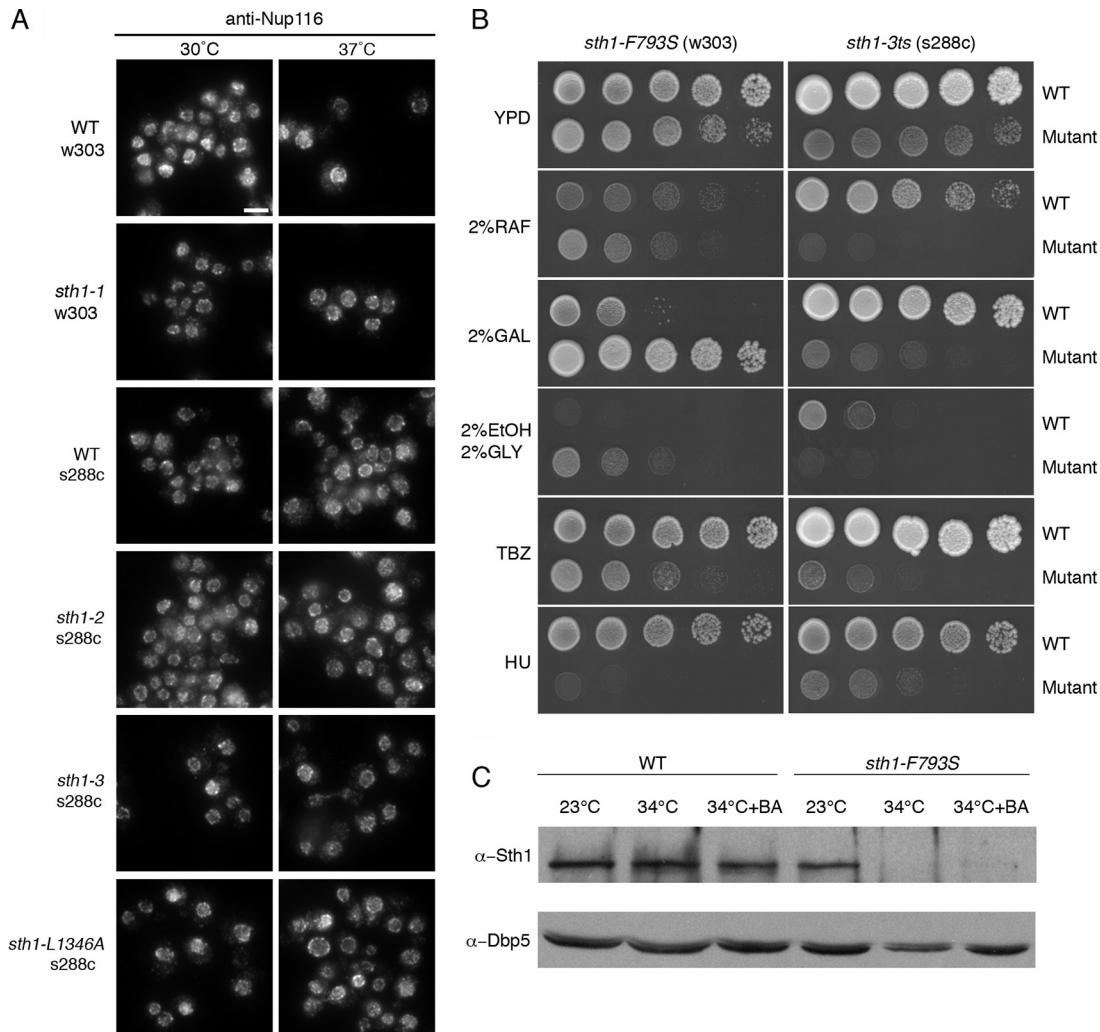 A
anti-Nup116
30˚C 37˚C
WT
w303
sth1-1
w303
WT
s288c
sth1-2
s288c
sth1-3
s288c
sth1-L1346A
s288c
B
sth1-F793S (w303) sth1-3ts (s288c)
YPD
WT
Mutant
2%RAF
WT
Mutant
2%GAL
WT
Mutant
2%EtOH
2%GLY
WT
Mutant
TBZ
WT
Mutant
HU
WT
Mutant
C
WT sth1-F793S
23°C 34°C 34°C+BA 23°C 34°C 34°C+BA
α–Sth1
α–Dbp5